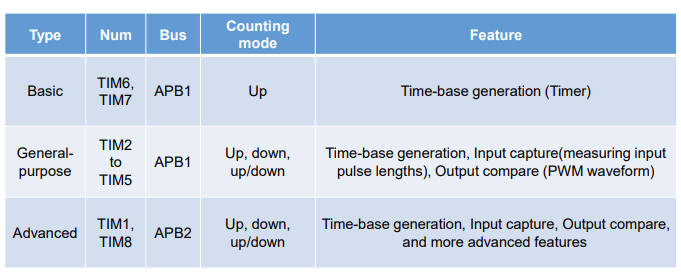 Type Num Bus Counting mode Feature
Basic TIM6, TIM7 APB1 Up Time-base generation (Timer)
General-purpose TIM2 to TIM5 APB1 Up, down, up/down Time-base generation, Input capture(measuring input pulse lengths), Output compare (PWM waveform)
Advanced TIM1, TIM8 APB2 Up, down, up/down Time-base generation, Input capture, Output compare, and more advanced features